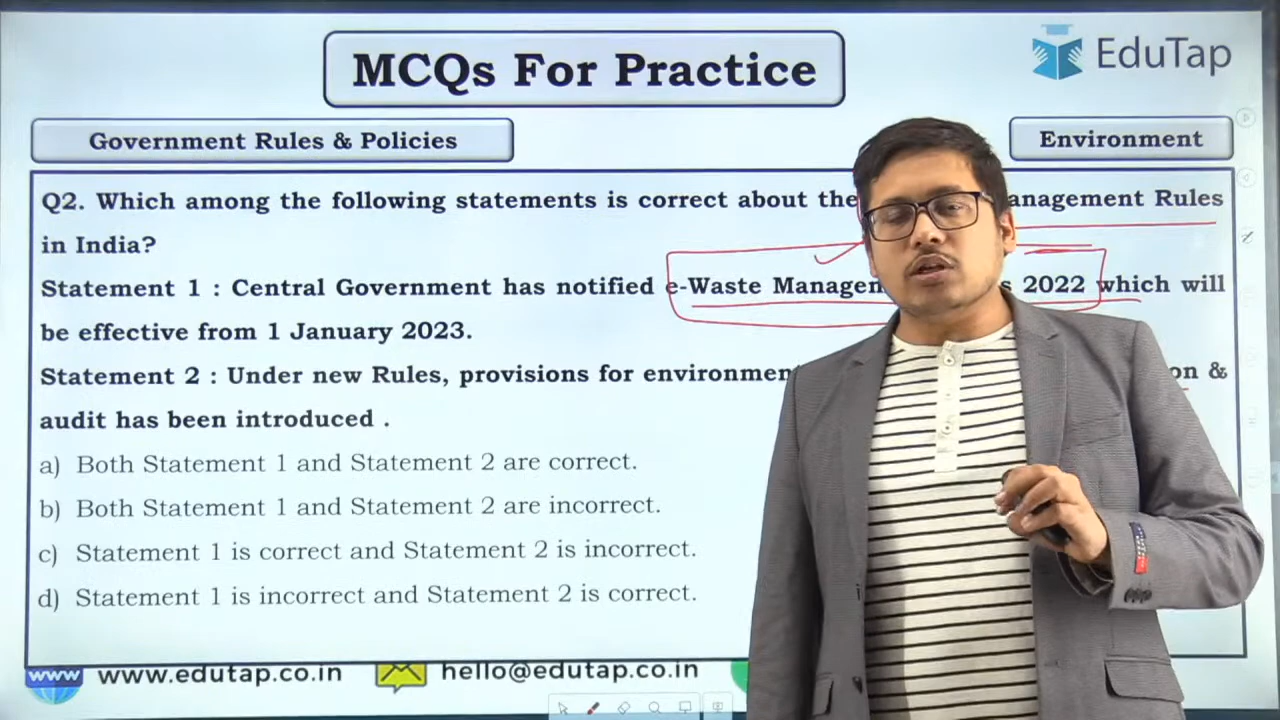 MCQs For Practice
EduTap
Government Rules & Policies
Environment
Q2. Which among the following statements is correct about the anagement Rules
in India?
Statement 1 : Central Government has notified e-Waste Managem s 2022 which will
be effective from 1 January 2023.
Statement 2 : Under new Rules, provisions for environmen on &
audit has been introduced .
a) Both Statement 1 and Statement 2 are correct.
b) Both Statement 1 and Statement 2 are incorrect.
c) Statement 1 is correct and Statement 2 is incorrect.
d) Statement 1 is incorrect and Statement 2 is correct.
www
www.edutap.co.in
hello@edutap.co.in